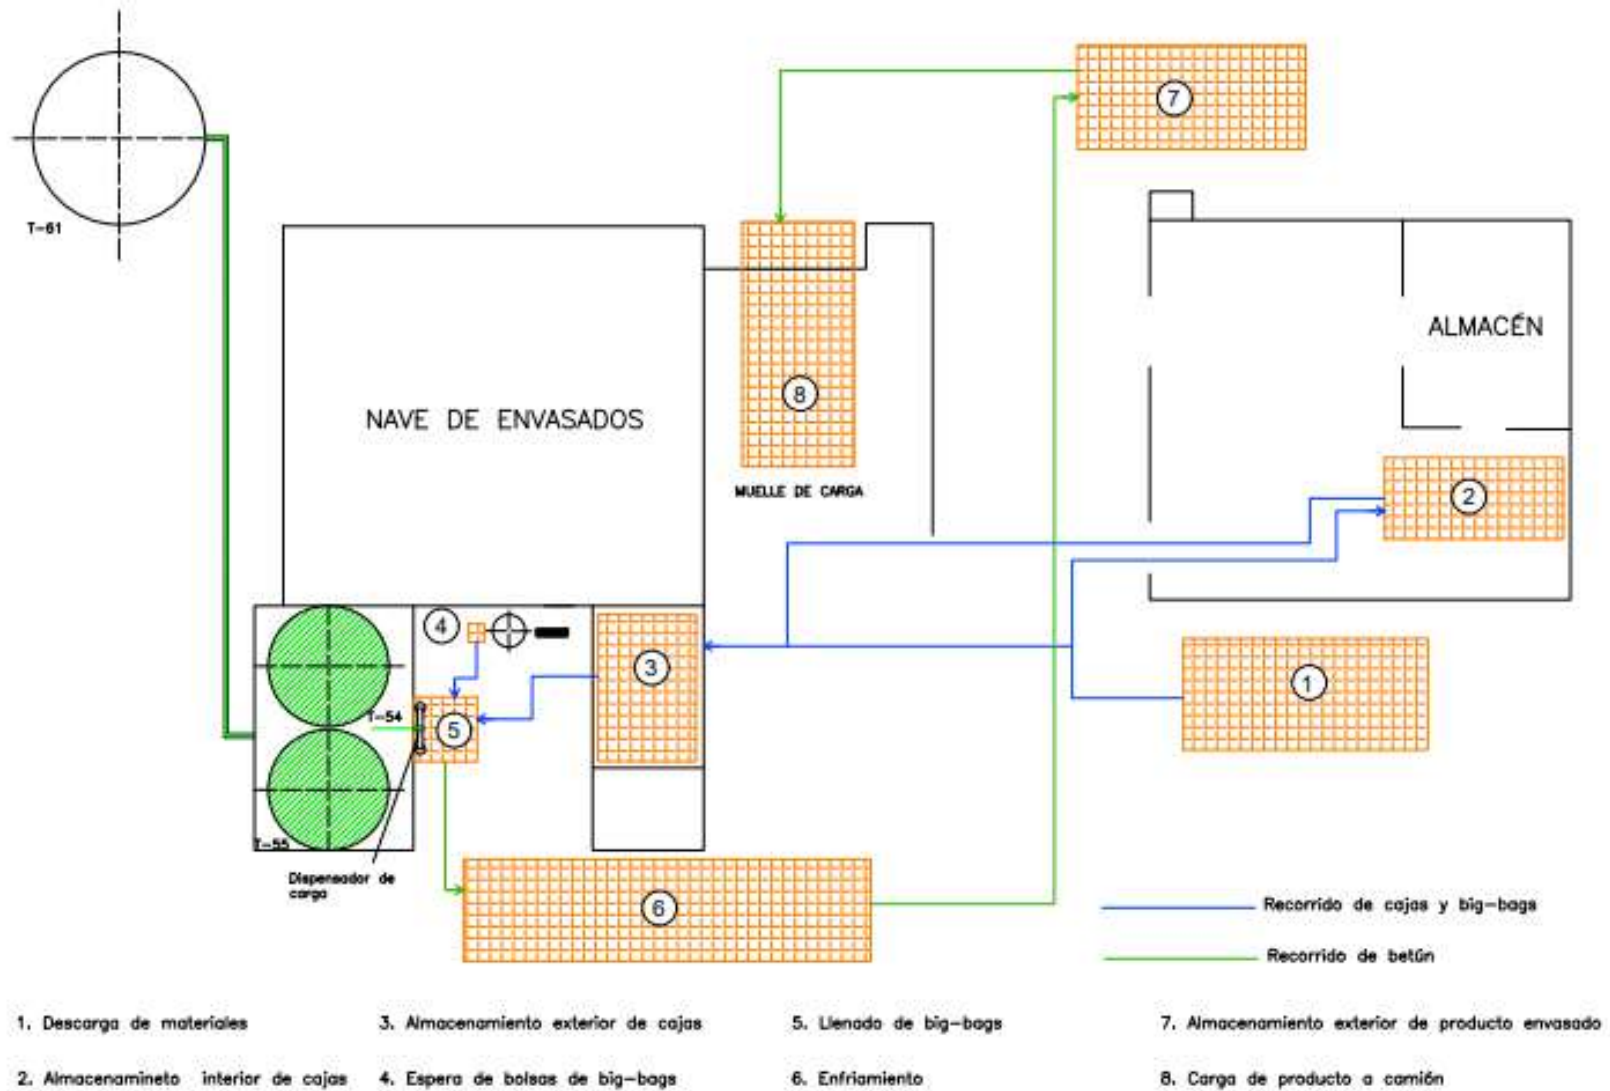 7
T-61
ALMACÉN
8
NAVE DE ENVASADOS
MUELLE DE CARGA
2
4
3
1
T-54
5
T-55
Dispensador de
carga
6
Recorrido de cajas y big-bags
Recorrido de betún
1. Descarga de materiales
3. Almacenamiento exterior de cajas
5. Llenado de big-bags
7. Almacenamiento exterior de producto envasado
2. Almacenamineto interior de cajas
4. Espera de bolsas de big-bags
6. Enfriamiento
8. Carga de producto a camión